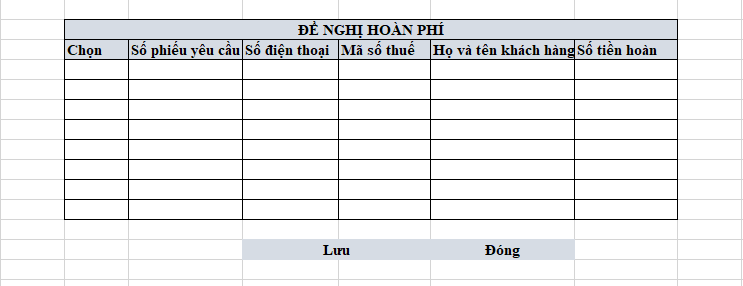 ĐỀ NGHỊ HOÀN PHÍ
Chọn Số phiếu yêu cầu Số điện thoại Mã số thuế Họ và tên khách hàng Số tiền hoàn
Lưu Đóng